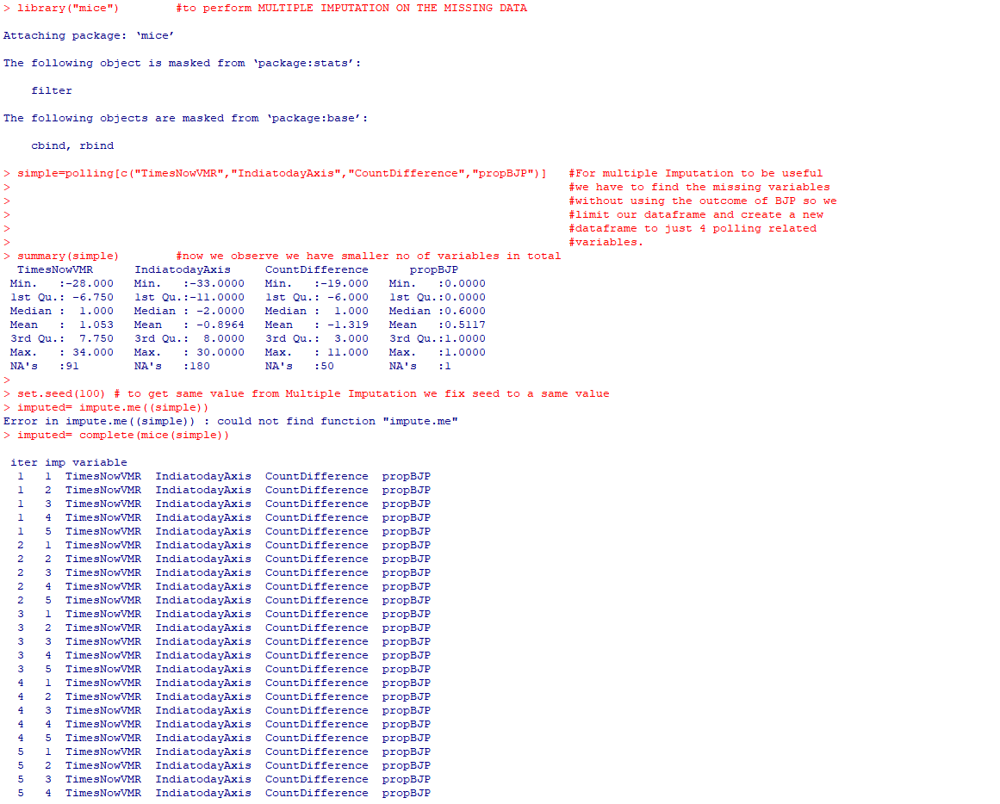 > library("mice")        #to perform MULTIPLE IMPUTATION ON THE MISSING DATA
Attaching package: ‘mice’
The following object is masked from ‘package:stats’:
    filter
The following objects are masked from ‘package:base’:
    cbind, rbind
> simple=polling[c("TimesNowVMR","IndiatodayAxis","CountDifference","propBJP")]   #For multiple Imputation to be useful
>                                                                                #we have to find the missing variables
>                                                                                #without using the outcome of BJP so we
>                                                                                #limit our dataframe and create a new
>                                                                                #dataframe to just 4 polling related
>                                                                                #variables.
> summary(simple)        #now we observe we have smaller no of variables in total
  TimesNowVMR      IndiatodayAxis     CountDifference      propBJP
 Min.   :-28.000   Min.   :-33.0000   Min.   :-19.000   Min.   :0.0000
 1st Qu.: -6.750   1st Qu.:-11.0000   1st Qu.: -6.000   1st Qu.:0.0000
 Median :  1.000   Median : -2.0000   Median :  1.000   Median :0.6000
 Mean   :  1.053   Mean   : -0.8964   Mean   : -1.319   Mean   :0.5117
 3rd Qu.:  7.750   3rd Qu.:  8.0000   3rd Qu.:  3.000   3rd Qu.:1.0000
 Max.   : 34.000   Max.   : 30.0000   Max.   : 11.000   Max.   :1.0000
 NA's   :91        NA's   :180        NA's   :50        NA's   :1
>
> set.seed(100) # to get same value from Multiple Imputation we fix seed to a same value
> imputed= impute.me((simple))
Error in impute.me((simple)) : could not find function "impute.me"
> imputed= complete(mice(simple))
 iter imp variable
  1   1  TimesNowVMR  IndiatodayAxis  CountDifference  propBJP
  1   2  TimesNowVMR  IndiatodayAxis  CountDifference  propBJP
  1   3  TimesNowVMR  IndiatodayAxis  CountDifference  propBJP
  1   4  TimesNowVMR  IndiatodayAxis  CountDifference  propBJP
  1   5  TimesNowVMR  IndiatodayAxis  CountDifference  propBJP
  2   1  TimesNowVMR  IndiatodayAxis  CountDifference  propBJP
  2   2  TimesNowVMR  IndiatodayAxis  CountDifference  propBJP
  2   3  TimesNowVMR  IndiatodayAxis  CountDifference  propBJP
  2   4  TimesNowVMR  IndiatodayAxis  CountDifference  propBJP
  2   5  TimesNowVMR  IndiatodayAxis  CountDifference  propBJP
  3   1  TimesNowVMR  IndiatodayAxis  CountDifference  propBJP
  3   2  TimesNowVMR  IndiatodayAxis  CountDifference  propBJP
  3   3  TimesNowVMR  IndiatodayAxis  CountDifference  propBJP
  3   4  TimesNowVMR  IndiatodayAxis  CountDifference  propBJP
  3   5  TimesNowVMR  IndiatodayAxis  CountDifference  propBJP
  4   1  TimesNowVMR  IndiatodayAxis  CountDifference  propBJP
  4   2  TimesNowVMR  IndiatodayAxis  CountDifference  propBJP
  4   3  TimesNowVMR  IndiatodayAxis  CountDifference  propBJP
  4   4  TimesNowVMR  IndiatodayAxis  CountDifference  propBJP
  4   5  TimesNowVMR  IndiatodayAxis  CountDifference  propBJP
  5   1  TimesNowVMR  IndiatodayAxis  CountDifference  propBJP
  5   2  TimesNowVMR  IndiatodayAxis  CountDifference  propBJP
  5   3  TimesNowVMR  IndiatodayAxis  CountDifference  propBJP
  5   4  TimesNowVMR  IndiatodayAxis  CountDifference  propBJP